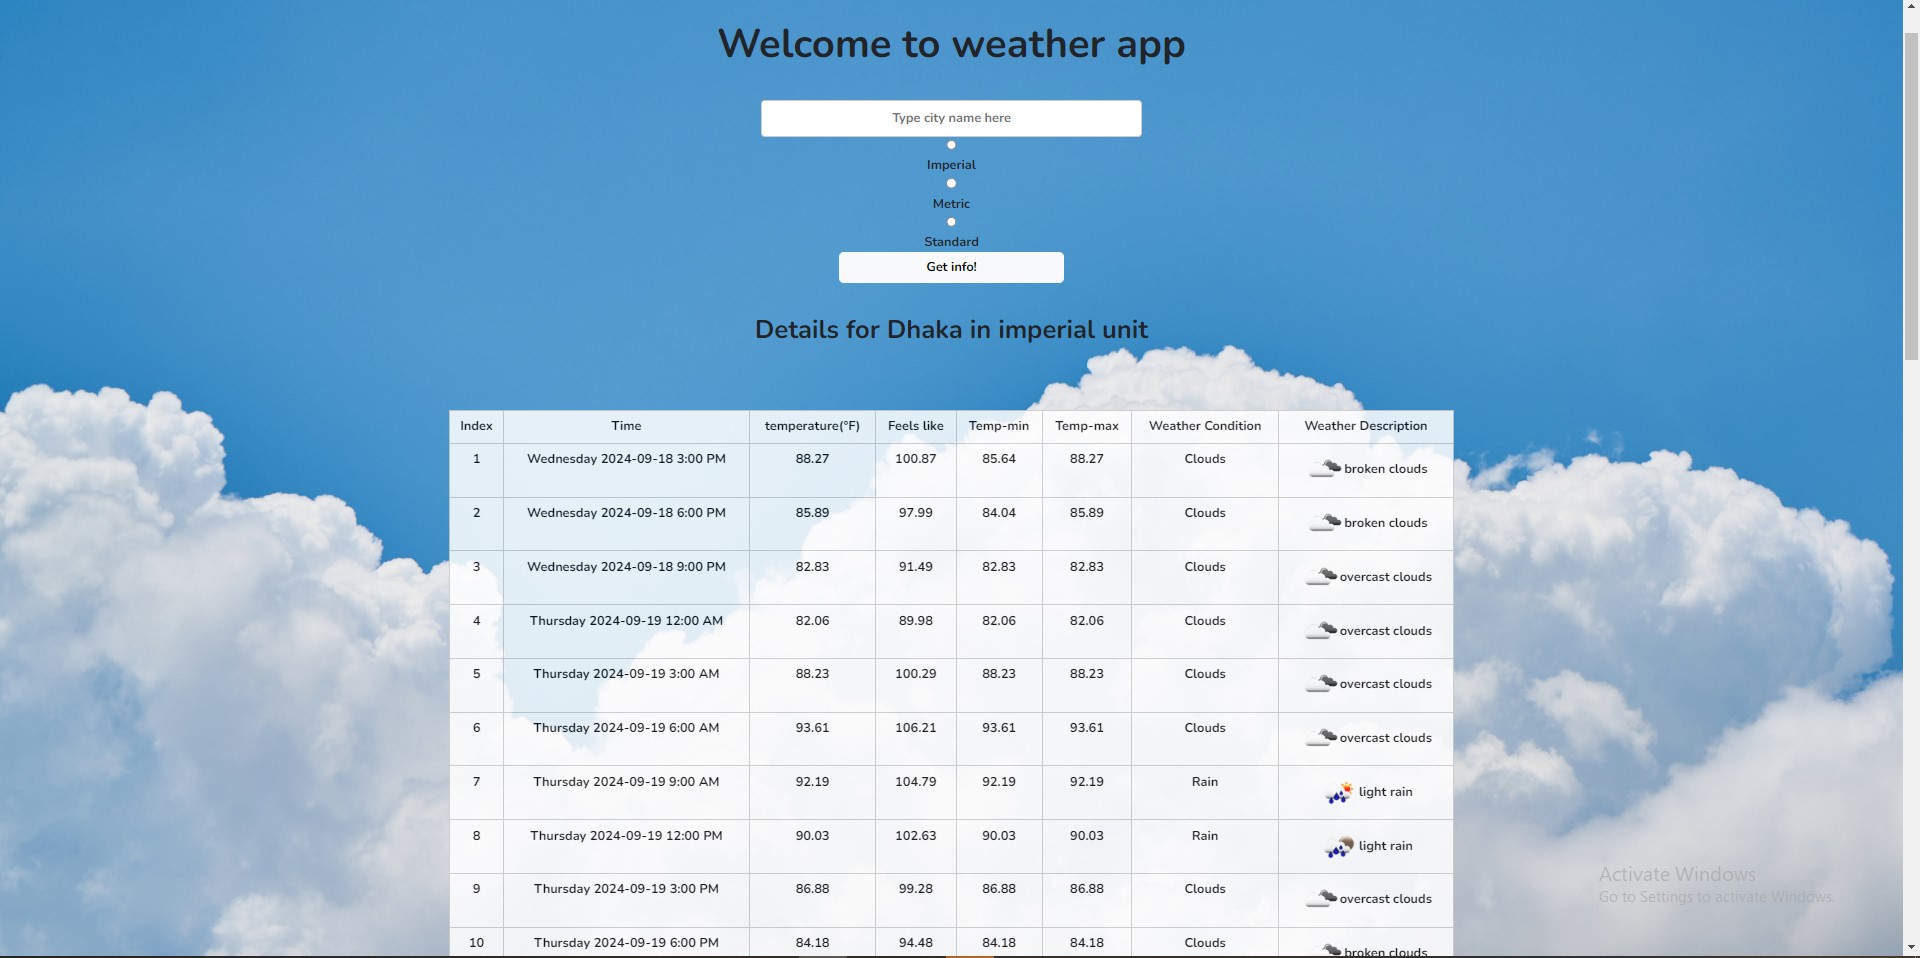 Welcome to weather app
Type city name here
Imperial
Metric
Standard
Get info!
Details for Dhaka in imperial unit
Index Time temperature(°F) Feels like Temp-min Temp-max Weather Condition Weather Description
1 Wednesday 2024-09-18 3:00 PM 88.27 100.87 85.64 88.27 Clouds broken clouds
2 Wednesday 2024-09-18 6:00 PM 85.89 97.99 84.04 85.89 Clouds broken clouds
3 Wednesday 2024-09-18 9:00 PM 82.83 91.49 82.83 82.83 Clouds overcast clouds
4 Thursday 2024-09-19 12:00 AM 82.06 89.98 82.06 82.06 Clouds overcast clouds
5 Thursday 2024-09-19 3:00 AM 88.23 100.29 88.23 88.23 Clouds overcast clouds
6 Thursday 2024-09-19 6:00 AM 93.61 106.21 93.61 93.61 Clouds overcast clouds
7 Thursday 2024-09-19 9:00 AM 92.19 104.79 92.19 92.19 Rain light rain
8 Thursday 2024-09-19 12:00 PM 90.03 102.63 90.03 90.03 Rain light rain
9 Thursday 2024-09-19 3:00 PM 86.88 99.28 86.88 86.88 Clouds overcast clouds
10 Thursday 2024-09-19 6:00 PM 84.18 94.48 84.18 84.18 Clouds broken clouds
Activate Windows
Go to Settings to activate Windows.